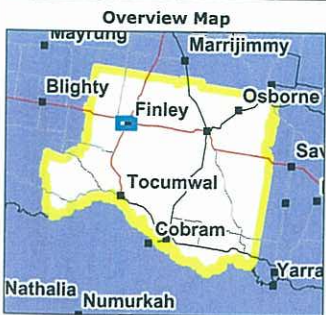 Overview Map
Mayrung
Marrijimmy
Blighty
Osborne
Finley
Sav
Tocumwal
Cobram
Yarra
Nathalia
Numurkah